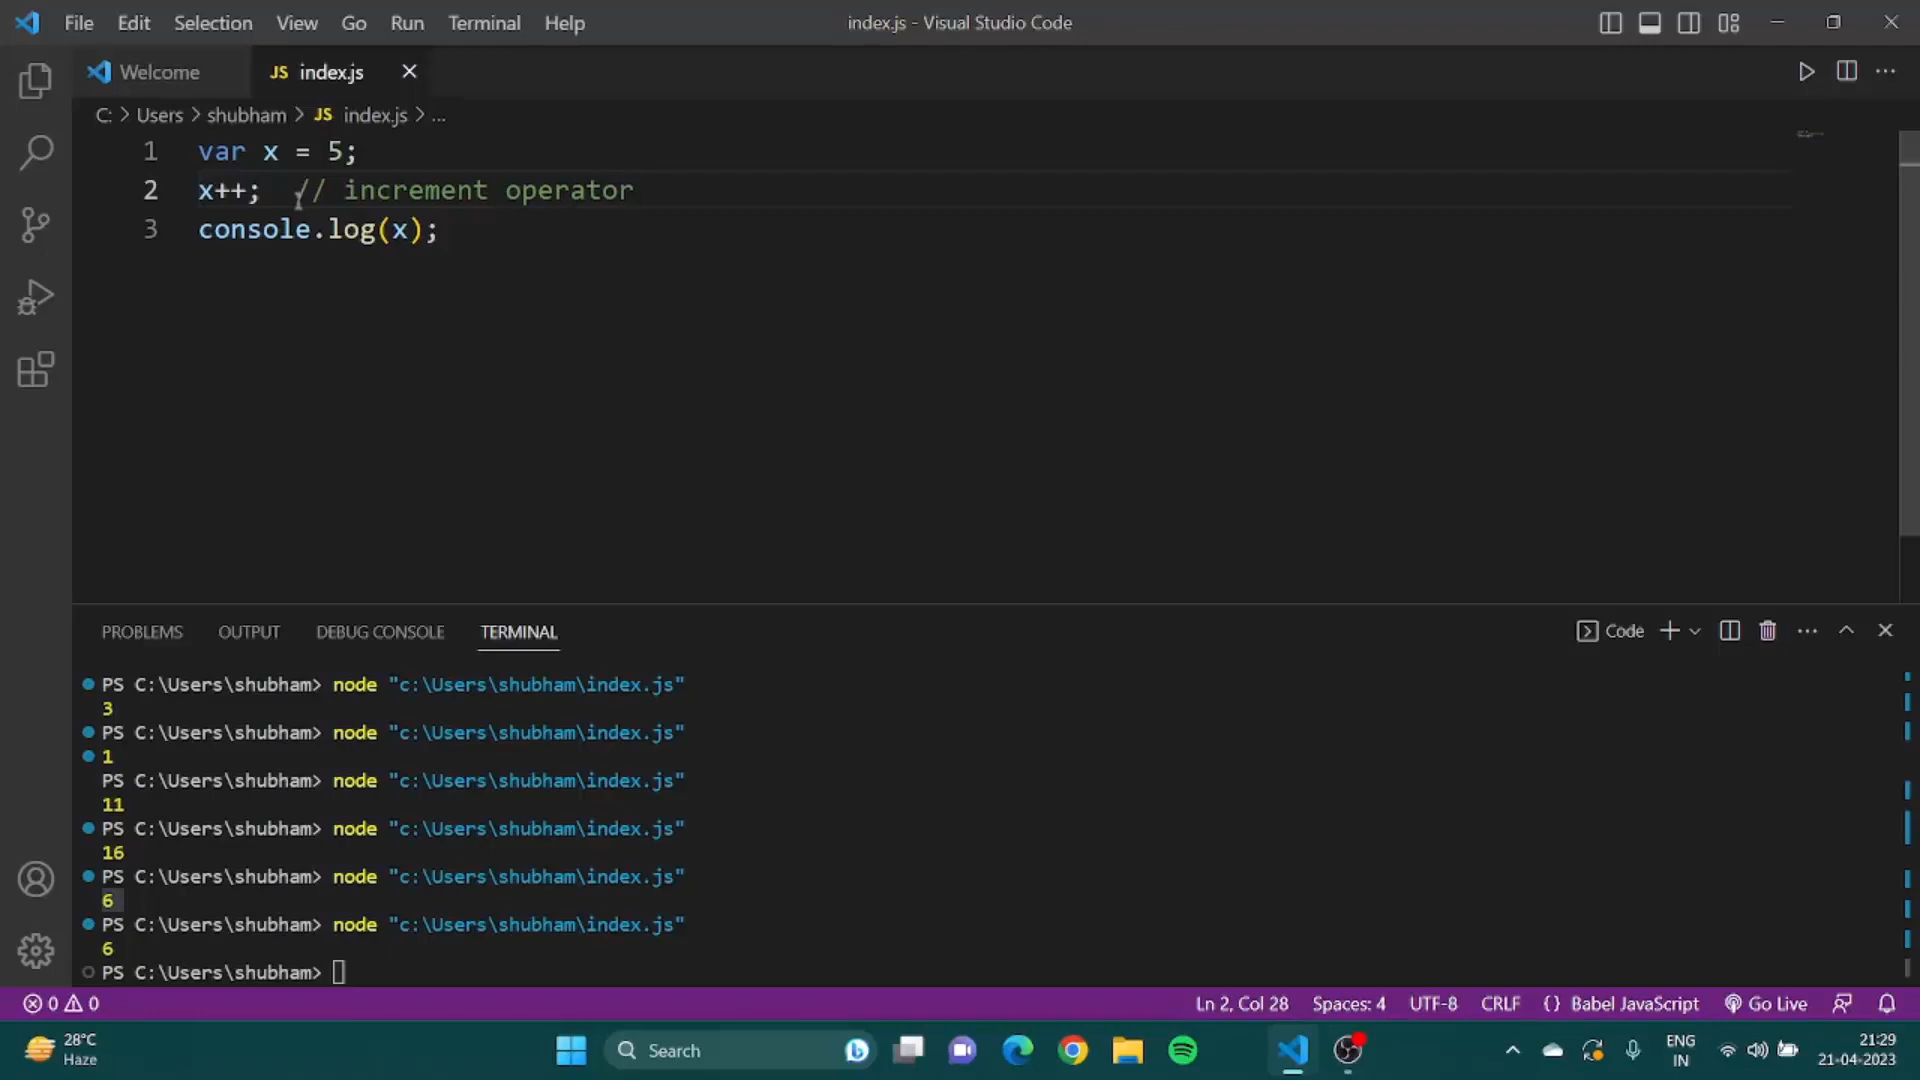 File Edit Selection View Go Run Terminal Help index.js - Visual Studio Code
Welcome JS index.js
C: > Users > shubham > JS index.js > ...
1 var x = 5;
2 x++;  // increment operator
3 console.log(x);
PROBLEMS OUTPUT DEBUG CONSOLE TERMINAL Code
PS C:\Users\shubham> node "c:\Users\shubham\index.js"
3
PS C:\Users\shubham> node "c:\Users\shubham\index.js"
1
PS C:\Users\shubham> node "c:\Users\shubham\index.js"
11
PS C:\Users\shubham> node "c:\Users\shubham\index.js"
16
PS C:\Users\shubham> node "c:\Users\shubham\index.js"
6
PS C:\Users\shubham> node "c:\Users\shubham\index.js"
6
PS C:\Users\shubham>
0 0 Ln 2, Col 28 Spaces: 4 UTF-8 CRLF {} Babel JavaScript Go Live
28°C
Haze
Search
ENG
IN
21:29
21-04-2023